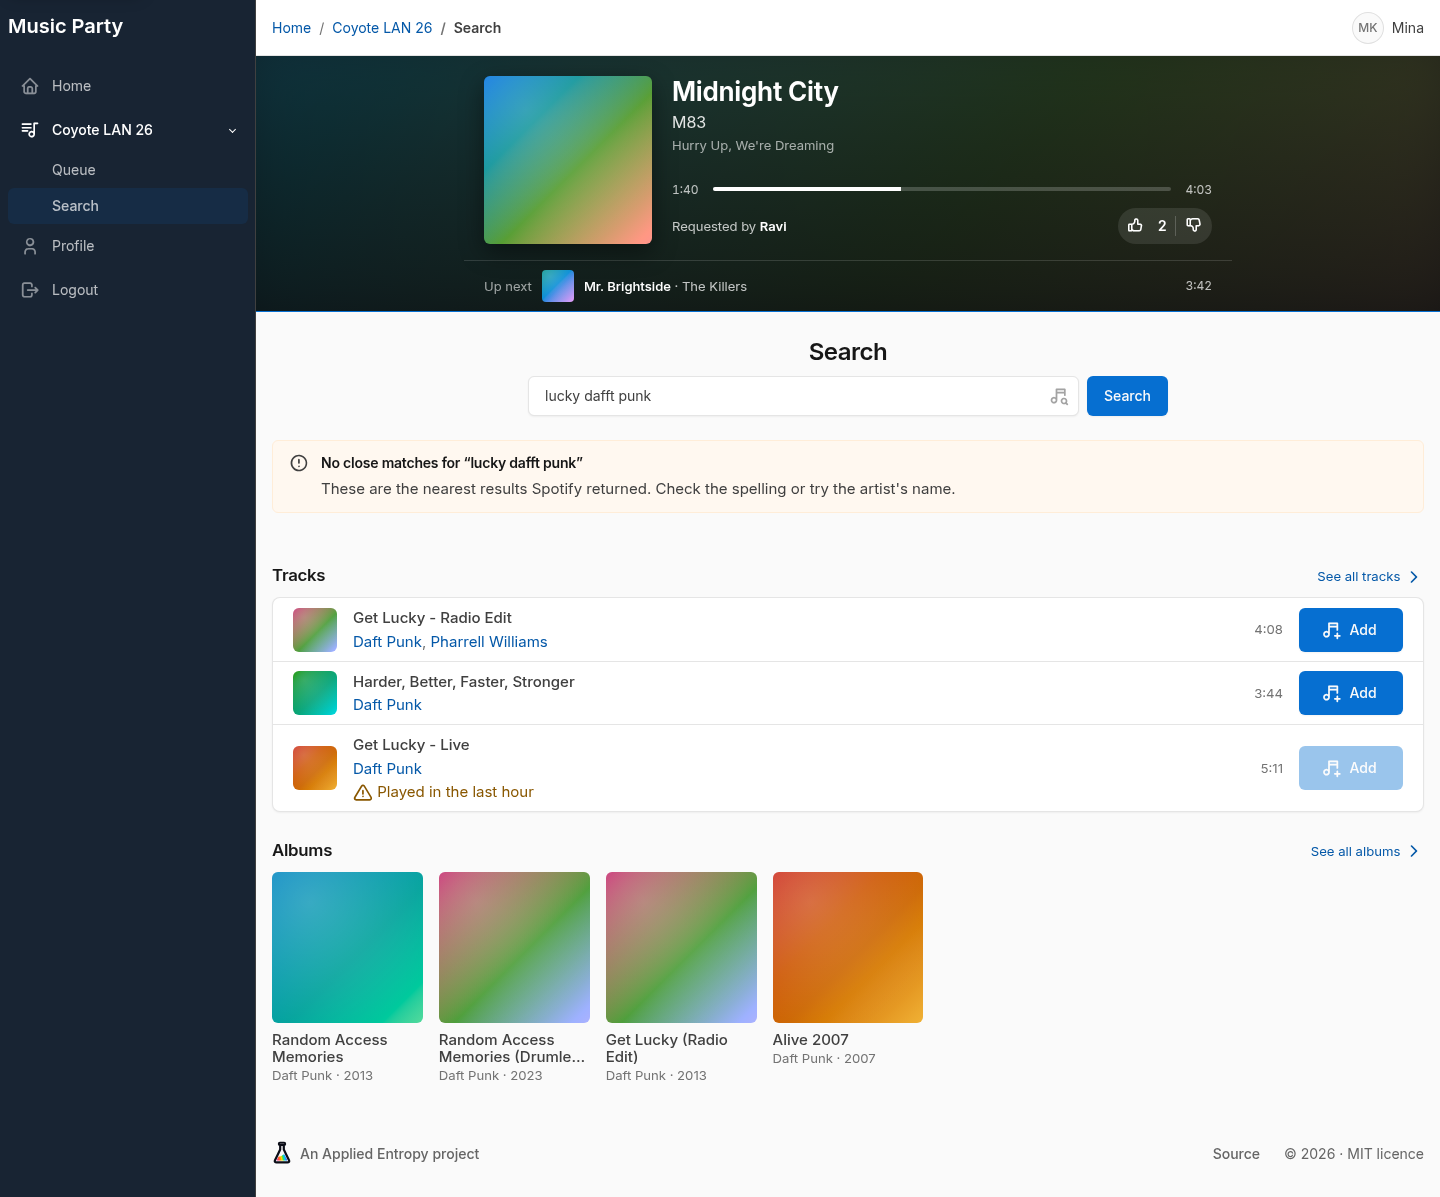 Music Party
Home
Coyote LAN 26
Queue
Search
Profile
Logout
Home / Coyote LAN 26 / Search
MK Mina
Midnight City
M83
Hurry Up, We're Dreaming
1:40 4:03
Requested by Ravi 2
Up next Mr. Brightside · The Killers 3:42
Search
lucky dafft punk Search
No close matches for “lucky dafft punk”
These are the nearest results Spotify returned. Check the spelling or try the artist's name.
Tracks See all tracks
Get Lucky - Radio Edit
Daft Punk, Pharrell Williams
4:08 Add
Harder, Better, Faster, Stronger
Daft Punk
3:44 Add
Get Lucky - Live
Daft Punk
Played in the last hour
5:11 Add
Albums See all albums
Random Access
Memories
Daft Punk · 2013
Random Access
Memories (Drumle...
Daft Punk · 2023
Get Lucky (Radio
Edit)
Daft Punk · 2013
Alive 2007
Daft Punk · 2007
An Applied Entropy project
Source © 2026 · MIT licence